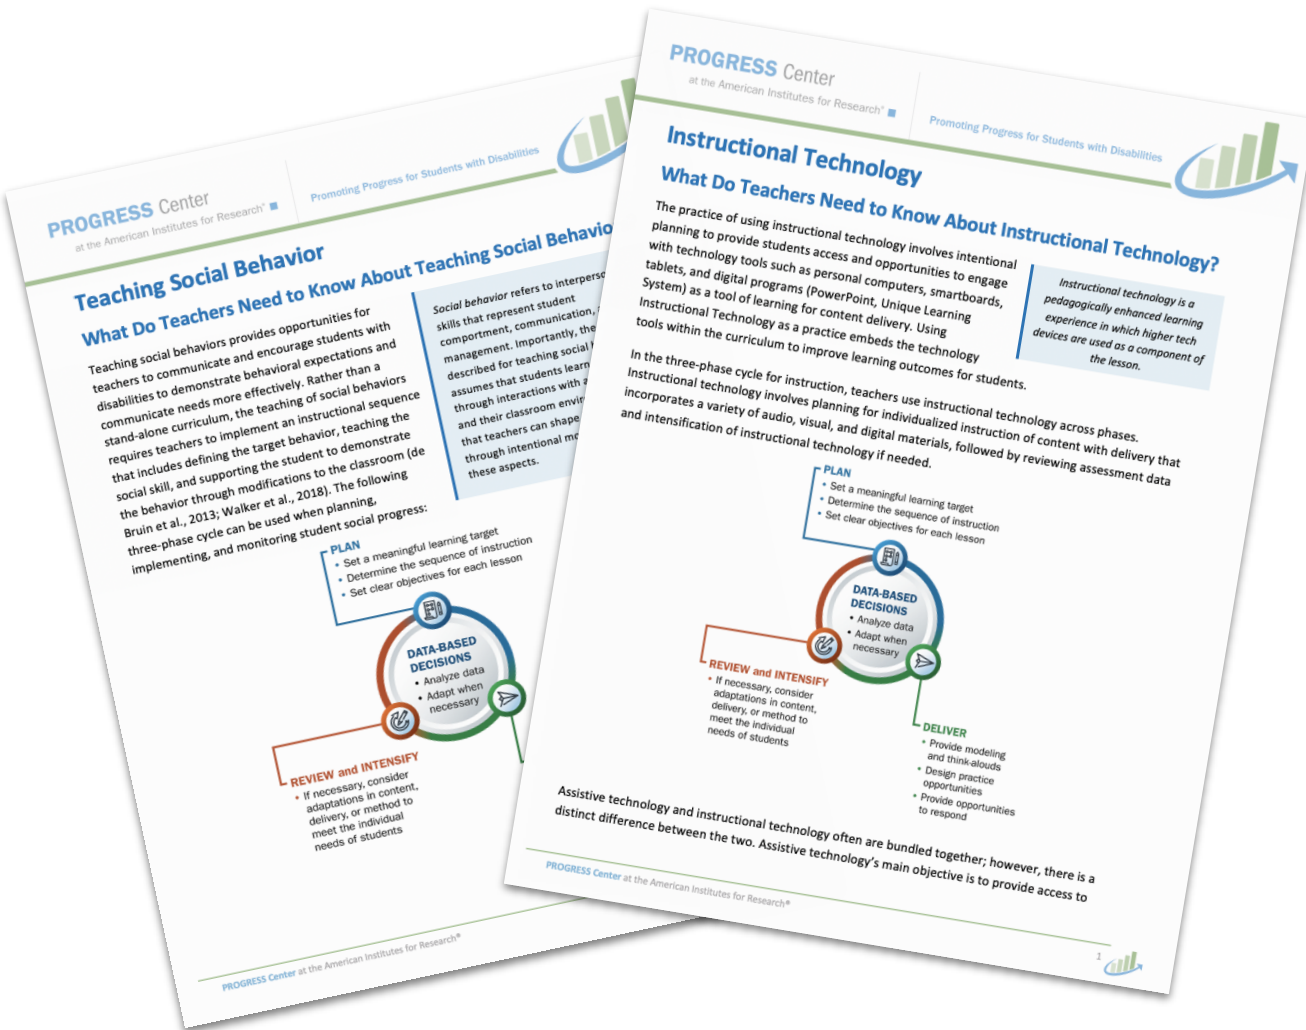 PROGRESS Center
at the American Institutes for Research®
Promoting Progress for Students with Disabilities
Teaching Social Behavior
What Do Teachers Need to Know About Teaching Social Behavio
Teaching social behaviors provides opportunities for
teachers to communicate and encourage students with
disabilities to demonstrate behavioral expectations and
communicate needs more effectively. Rather than a
stand-alone curriculum, the teaching of social behaviors
requires teachers to implement an instructional sequence
that includes defining the target behavior, teaching the
social skill, and supporting the student to demonstrate
the behavior through modifications to the classroom (de
Bruin et al., 2013; Walker et al., 2018). The following
three-phase cycle can be used when planning,
implementing, and monitoring student social progress:
Social behavior refers to interperso
skills that represent student
comportment, communication,
management. Importantly, the
described for teaching social
assumes that students learn
through interactions with
and their classroom envir
that teachers can shape
through intentional mo
these aspects.
PLAN
• Set a meaningful learning target
• Determine the sequence of instruction
• Set clear objectives for each lesson
DATA-BASED
DECISIONS
• Analyze data
• Adapt when
necessary
REVIEW and INTENSIFY
• If necessary, consider
adaptations in content,
delivery, or method to
meet the individual
needs of students
PROGRESS Center at the American Institutes for Research®
PROGRESS Center
at the American Institutes for Research®
Promoting Progress for Students with Disabilities
Instructional Technology
What Do Teachers Need to Know About Instructional Technology?
The practice of using instructional technology involves intentional
planning to provide students access and opportunities to engage
with technology tools such as personal computers, smartboards,
tablets, and digital programs (PowerPoint, Unique Learning
System) as a tool of learning for content delivery. Using
Instructional Technology as a practice embeds the technology
tools within the curriculum to improve learning outcomes for students.
Instructional technology is a
pedagogically enhanced learning
experience in which higher tech
devices are used as a component of
the lesson.
In the three-phase cycle for instruction, teachers use instructional technology across phases.
Instructional technology involves planning for individualized instruction of content with delivery that
incorporates a variety of audio, visual, and digital materials, followed by reviewing assessment data
and intensification of instructional technology if needed.
PLAN
• Set a meaningful learning target
• Determine the sequence of instruction
• Set clear objectives for each lesson
DATA-BASED
DECISIONS
• Analyze data
• Adapt when
necessary
REVIEW and INTENSIFY
• If necessary, consider
adaptations in content,
delivery, or method to
meet the individual
needs of students
DELIVER
• Provide modeling
and think-alouds
• Design practice
opportunities
• Provide opportunities
to respond
Assistive technology and instructional technology often are bundled together; however, there is a
distinct difference between the two. Assistive technology's main objective is to provide access to
PROGRESS Center at the American Institutes for Research®
1